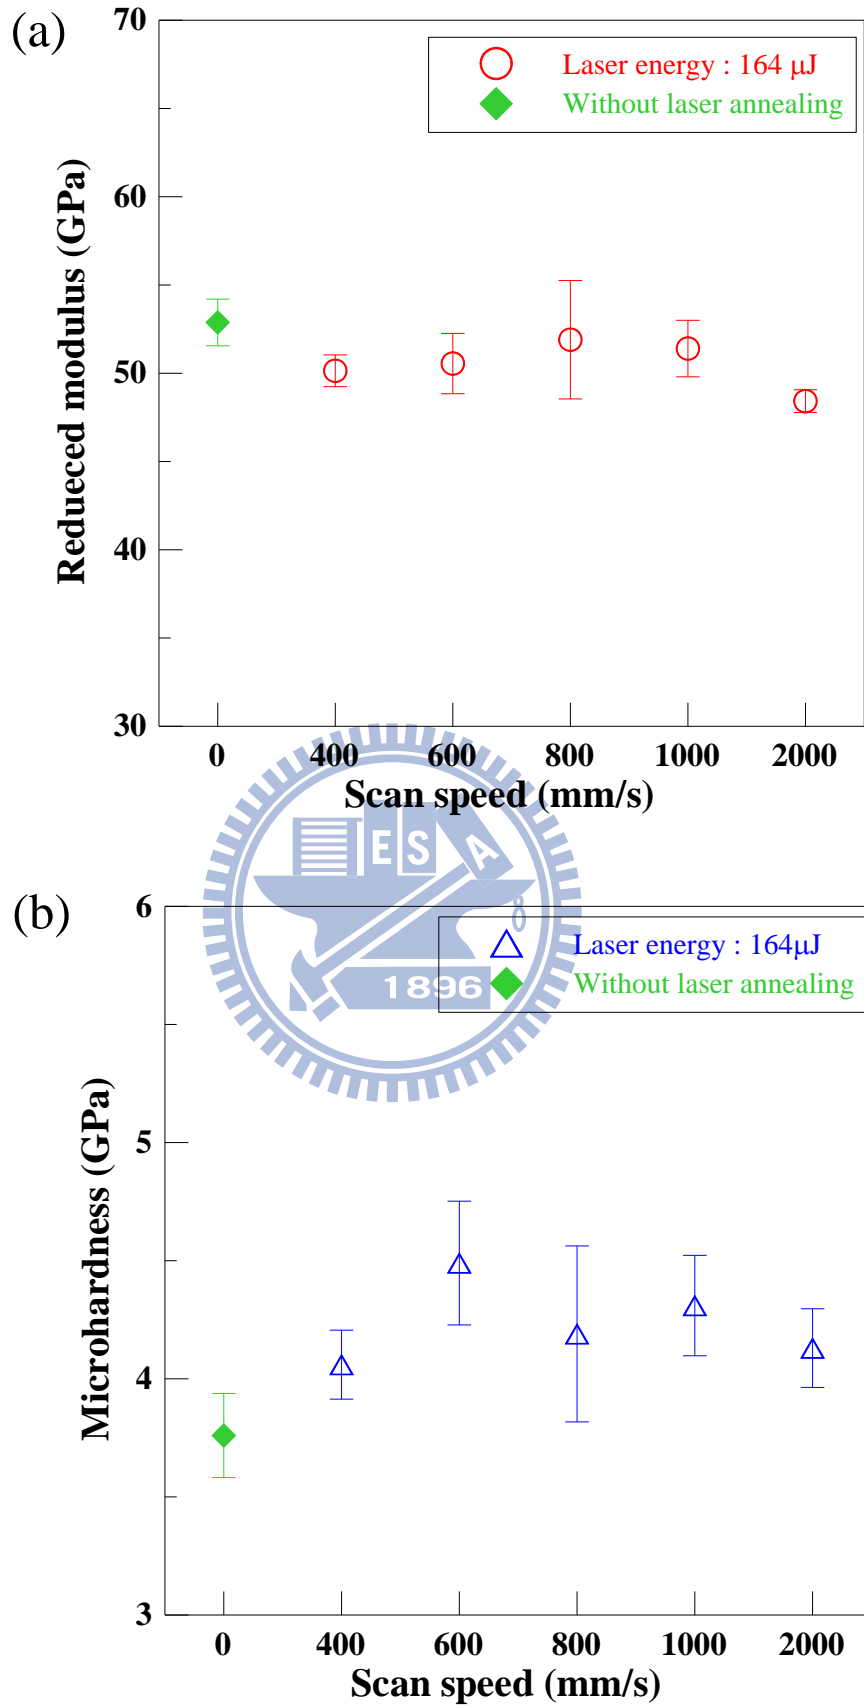 (a)
70
60
50
40
30
Redueced modulus (GPa)
Laser energy : 164 μJ
Without laser annealing
0 400 600 800 1000 2000
Scan speed (mm/s)
E S A
1896
(b)
6
5
4
3
Microhardness (GPa)
Laser energy : 164μJ
Without laser annealing
0 400 600 800 1000 2000
Scan speed (mm/s)